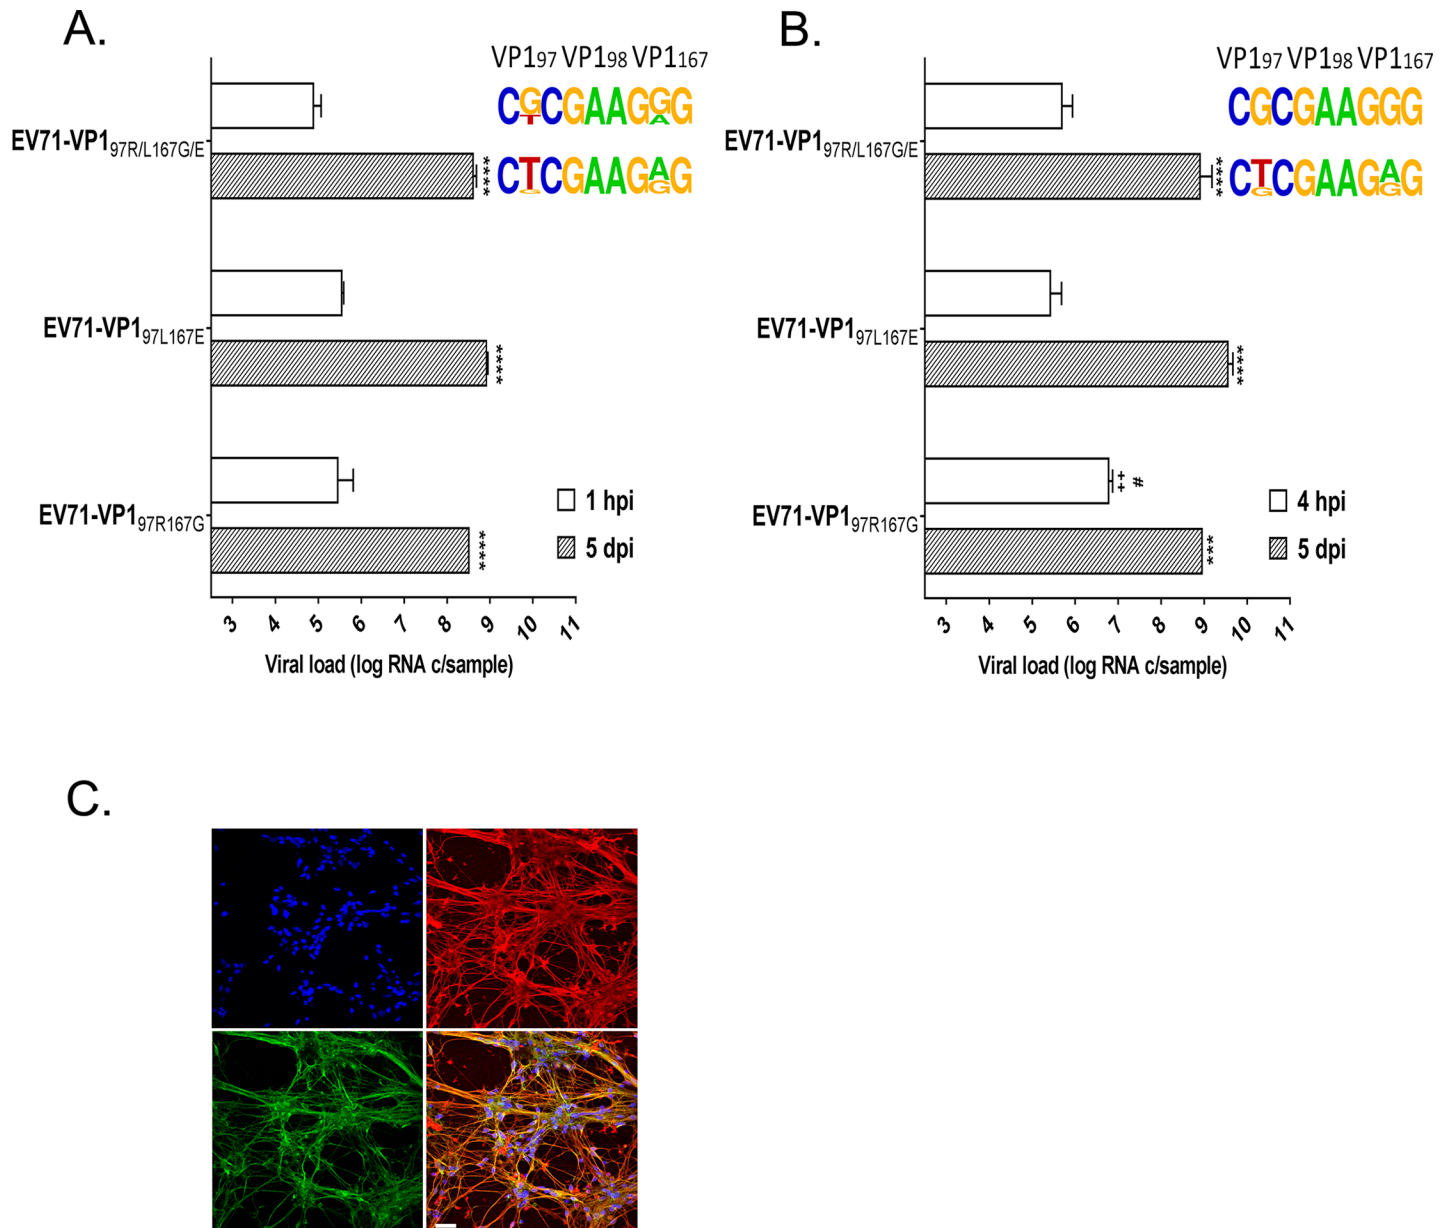 A.
VP197 VP198 VP1167
CGCGAAGGG
T A
EV71-VP197R/L167G/E
****
CTCGAAGAG
G G
EV71-VP197L167E
****
EV71-VP197R167G
****
1 hpi
5 dpi
3 4 5 6 7 8 9 10 11
Viral load (log RNA c/sample)
B.
VP197 VP198 VP1167
CGCGAAGGG
EV71-VP197R/L167G/E
****
CTCGAAGAG
G G
EV71-VP197L167E
****
EV71-VP197R167G
‡‡ #
***
4 hpi
5 dpi
3 4 5 6 7 8 9 10 11
Viral load (log RNA c/sample)
C.